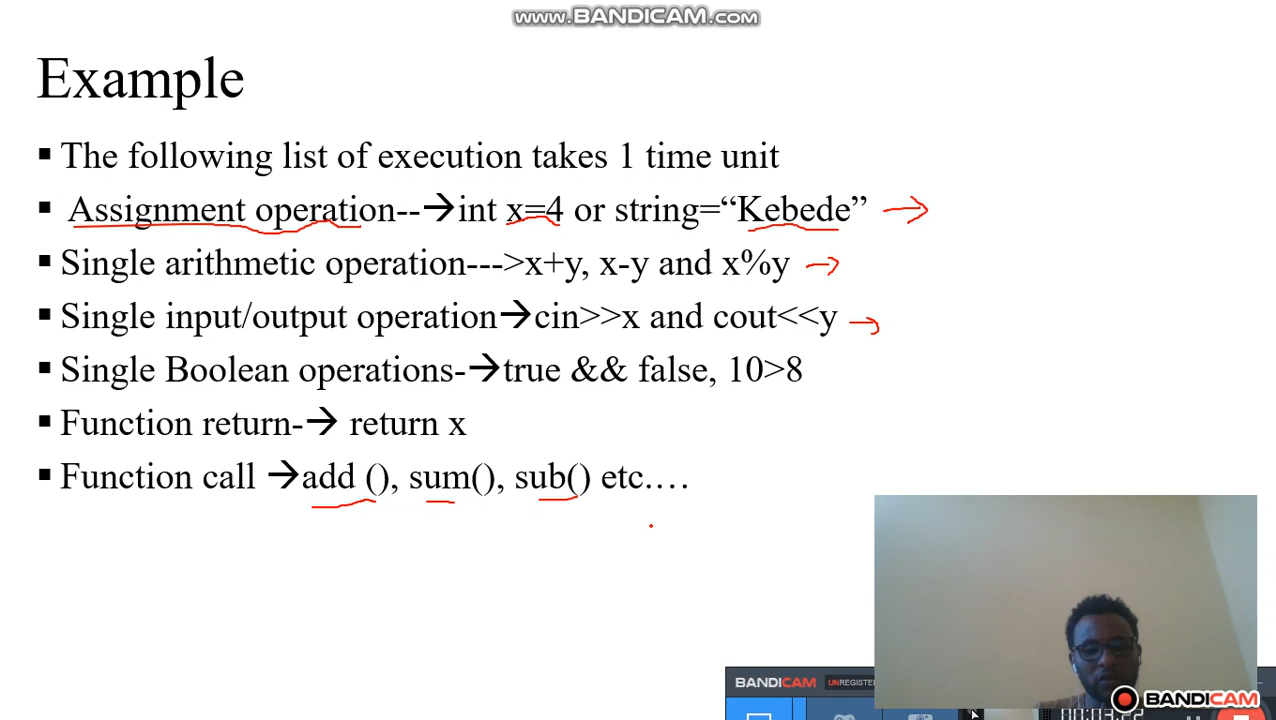 www.BANDICAM.com
Example
▪ The following list of execution takes 1 time unit
▪ Assignment operation--→int x=4 or string=“Kebede”
▪ Single arithmetic operation--->x+y, x-y and x%y
▪ Single input/output operation→cin>>x and cout<<y
▪ Single Boolean operations-→true && false, 10>8
▪ Function return-→ return x
▪ Function call →add (), sum(), sub() etc.…
BANDICAM UNREGISTER
BANDICAM